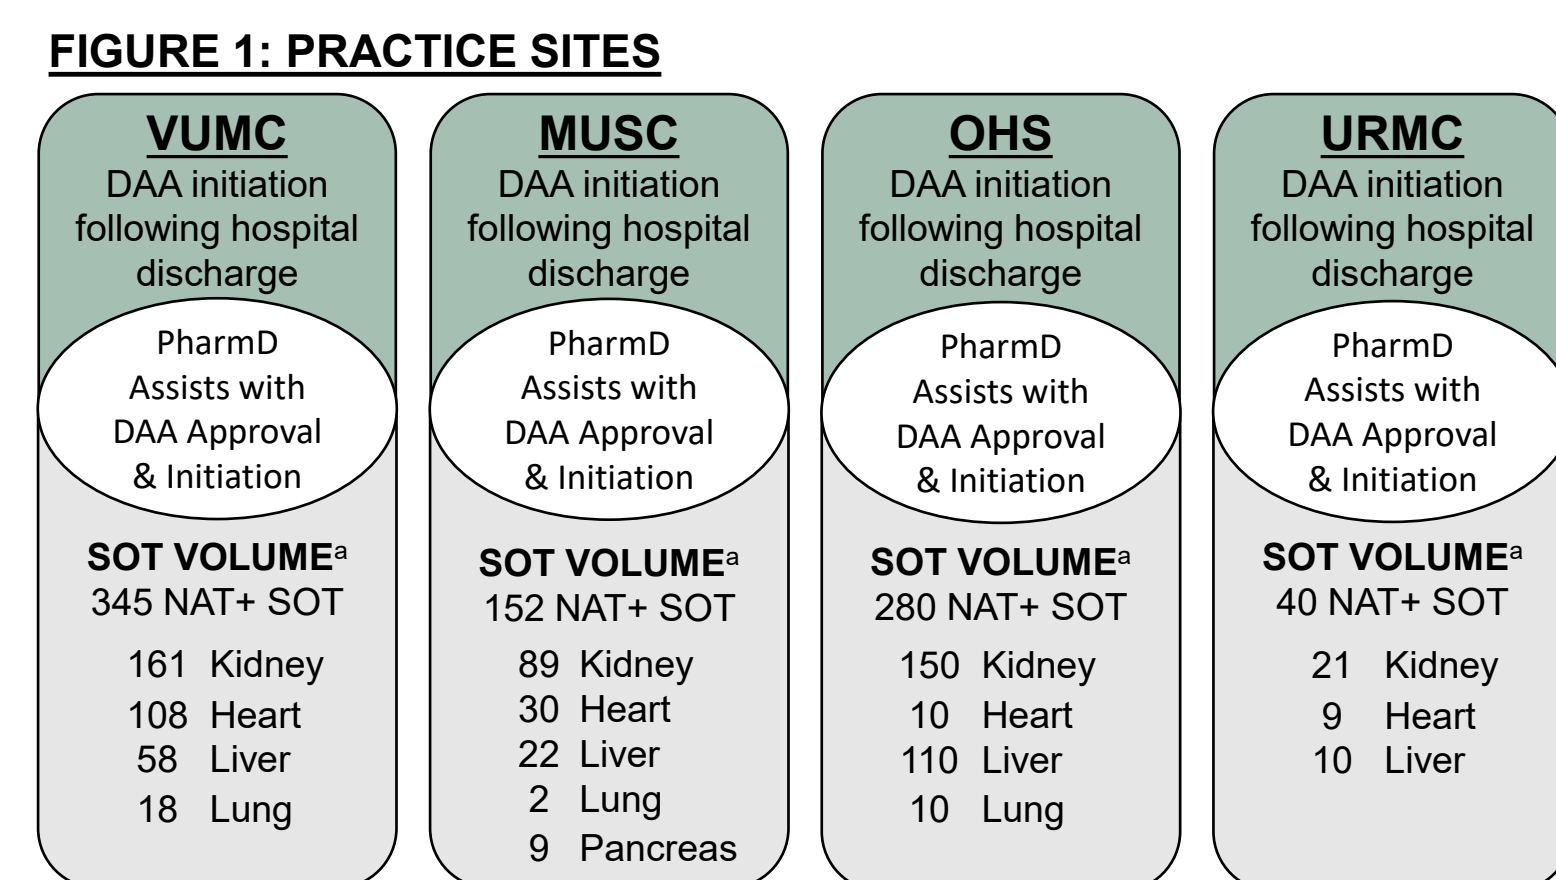 FIGURE 1: PRACTICE SITES
VUMC
DAA initiation
following hospital
discharge
PharmD
Assists with
DAA Approval
& Initiation
SOT VOLUMEᵃ
345 NAT+ SOT
161 Kidney
108 Heart
58 Liver
18 Lung
MUSC
DAA initiation
following hospital
discharge
PharmD
Assists with
DAA Approval
& Initiation
SOT VOLUMEᵃ
152 NAT+ SOT
89 Kidney
30 Heart
22 Liver
2 Lung
9 Pancreas
OHS
DAA initiation
following hospital
discharge
PharmD
Assists with
DAA Approval
& Initiation
SOT VOLUMEᵃ
280 NAT+ SOT
150 Kidney
10 Heart
110 Liver
10 Lung
URMC
DAA initiation
following hospital
discharge
PharmD
Assists with
DAA Approval
& Initiation
SOT VOLUMEᵃ
40 NAT+ SOT
21 Kidney
9 Heart
10 Liver